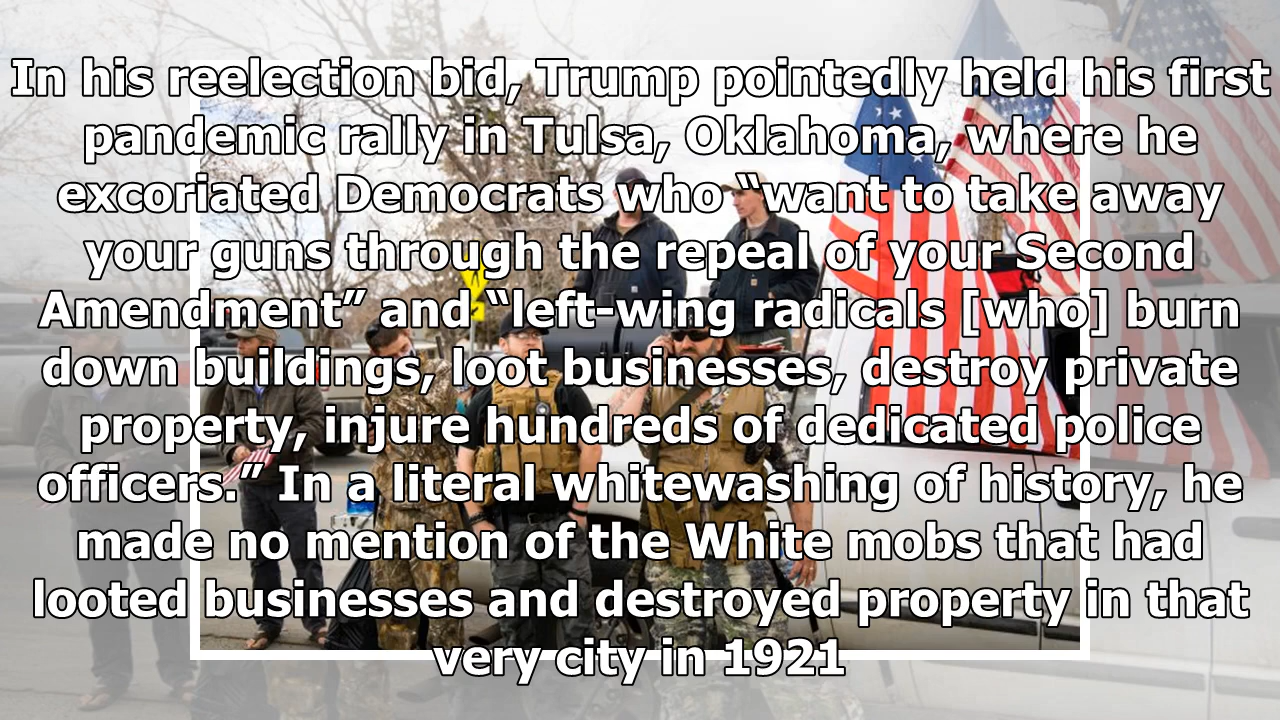 In his reelection bid, Trump pointedly held his first
pandemic rally in Tulsa, Oklahoma, where he
excoriated Democrats who “want to take away
your guns through the repeal of your Second
Amendment” and “left-wing radicals [who] burn
down buildings, loot businesses, destroy private
property, injure hundreds of dedicated police
officers.” In a literal whitewashing of history, he
made no mention of the White mobs that had
looted businesses and destroyed property in that
very city in 1921